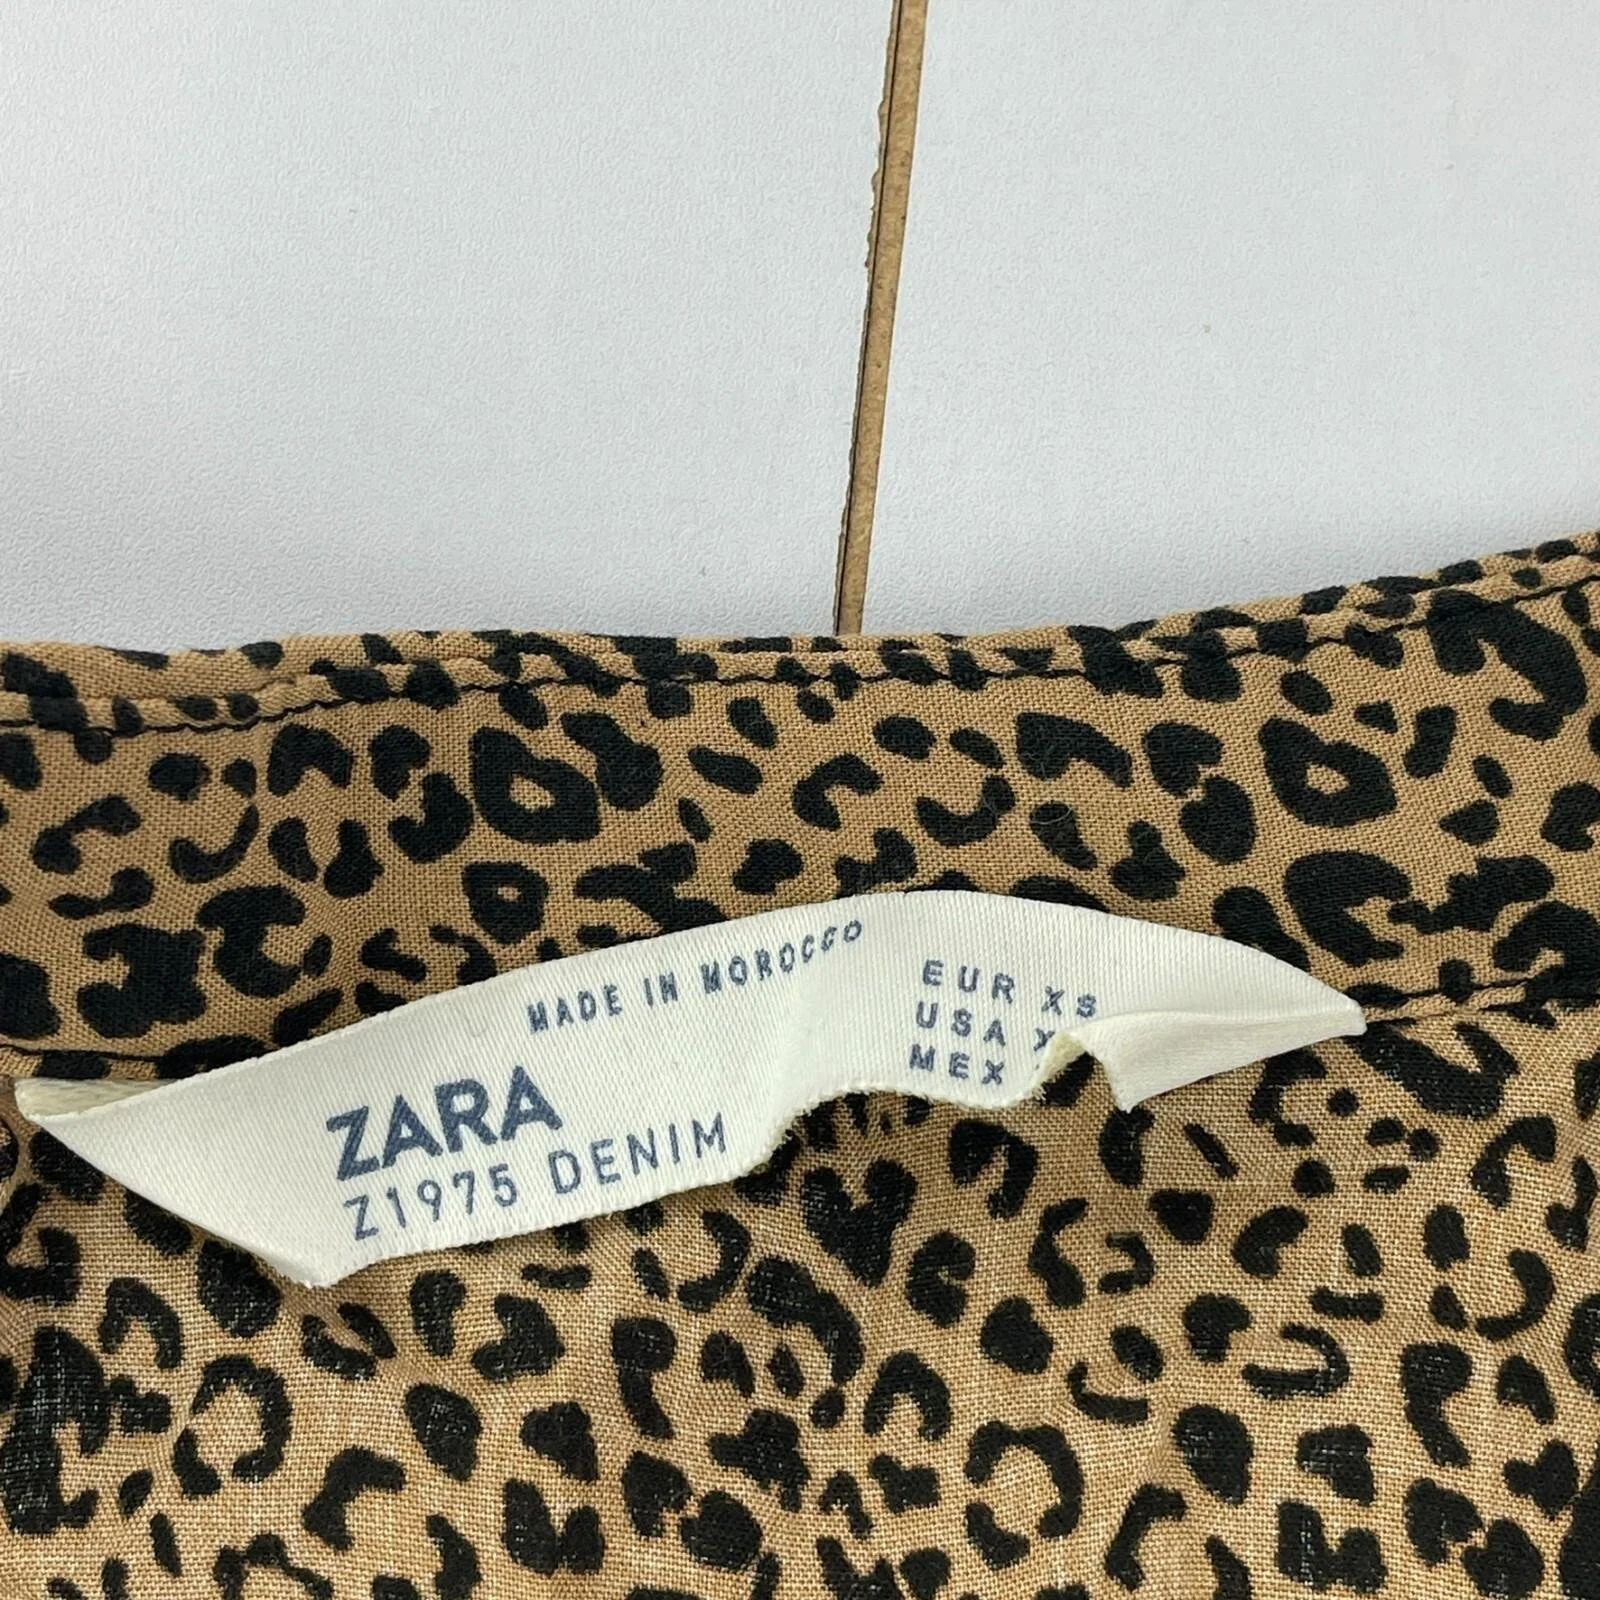 MADE IN MOROCCO
EUR XS
USA
MEX
ZARA
Z1975 DENIM